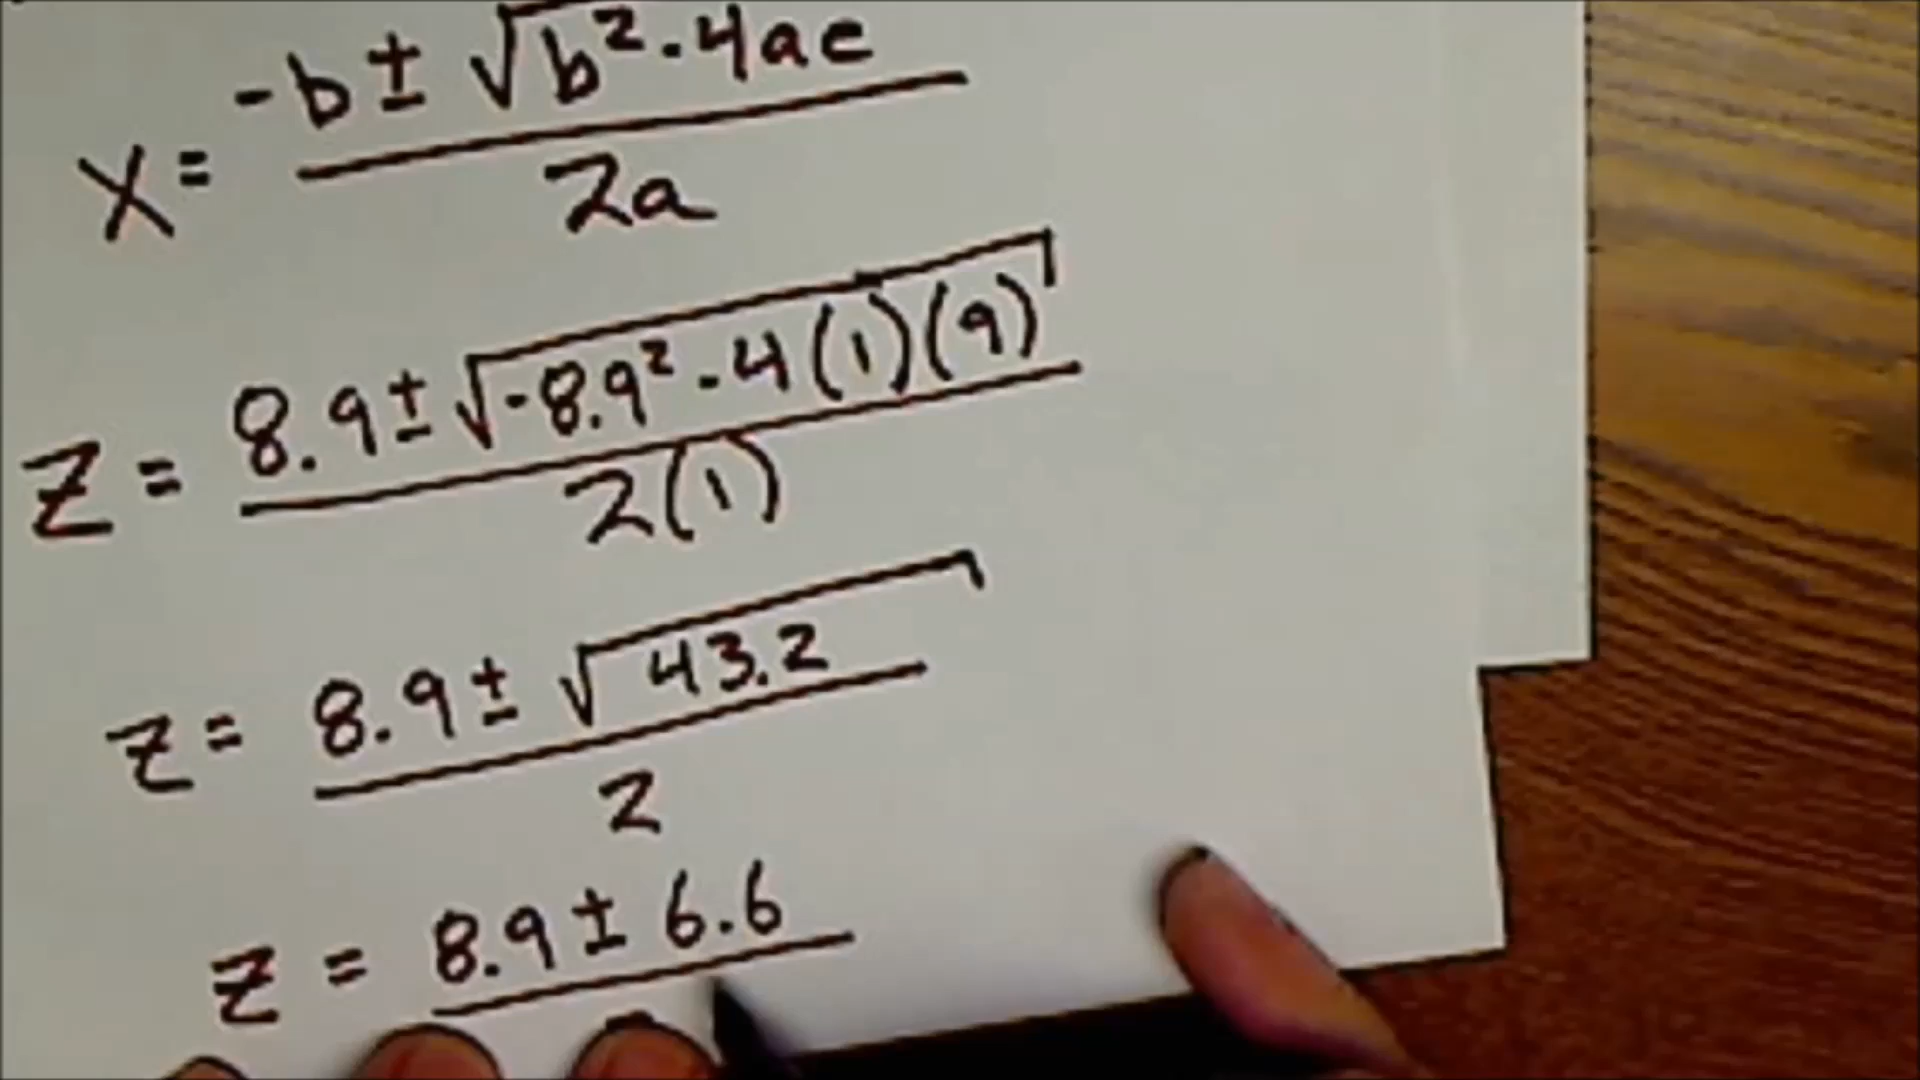 x = -b ± √b² - 4ac / 2a
z = 8.9 ± √-8.9² - 4(1)(9) / 2(1)
z = 8.9 ± √43.2 / 2
z = 8.9 ± 6.6